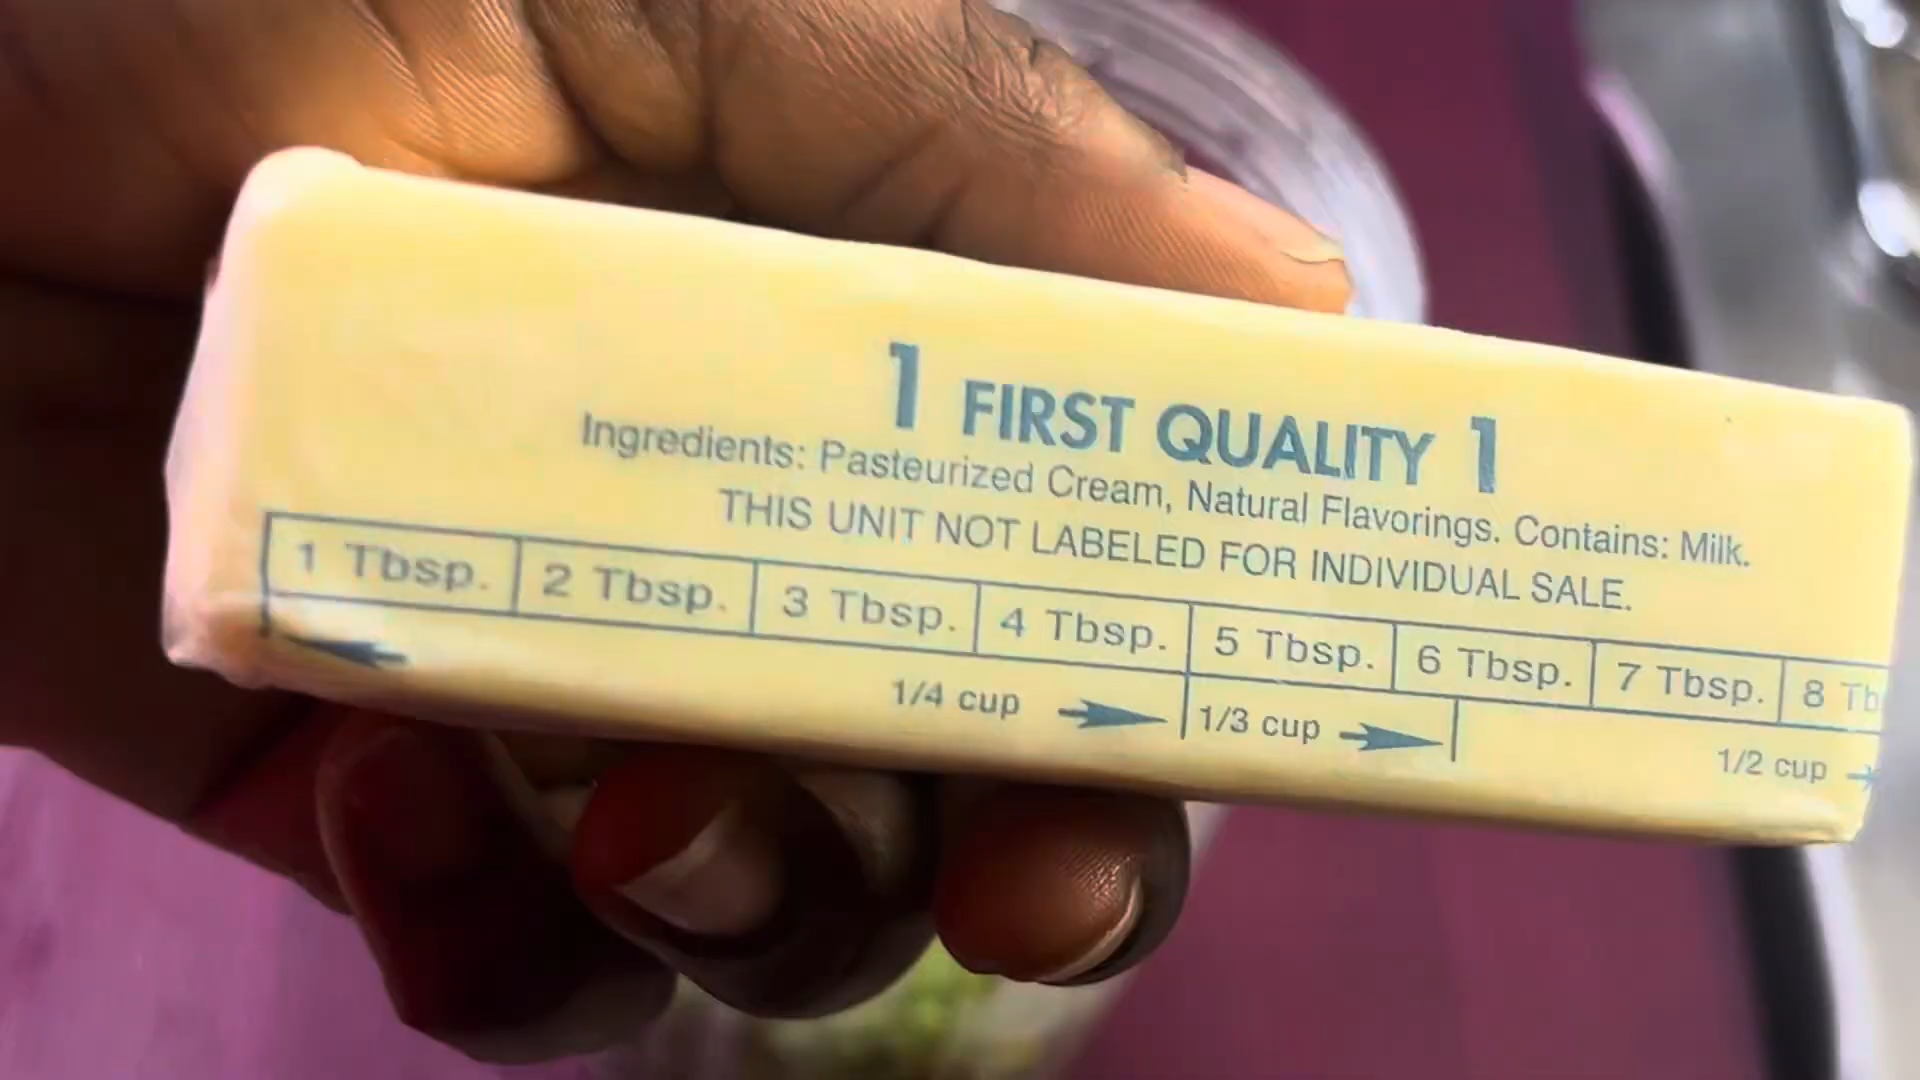 1 FIRST QUALITY 1
Ingredients: Pasteurized Cream, Natural Flavorings. Contains: Milk.
THIS UNIT NOT LABELED FOR INDIVIDUAL SALE.
1 Tbsp. 2 Tbsp. 3 Tbsp. 4 Tbsp. 5 Tbsp. 6 Tbsp. 7 Tbsp. 8 Tb
1/4 cup 1/3 cup 1/2 cup